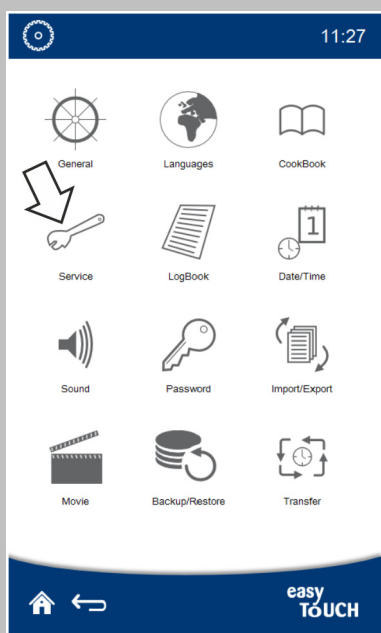 11:27
General Languages CookBook
Service LogBook Date/Time
1
Sound Password Import/Export
Movie Backup/Restore Transfer
easy
TOUCH